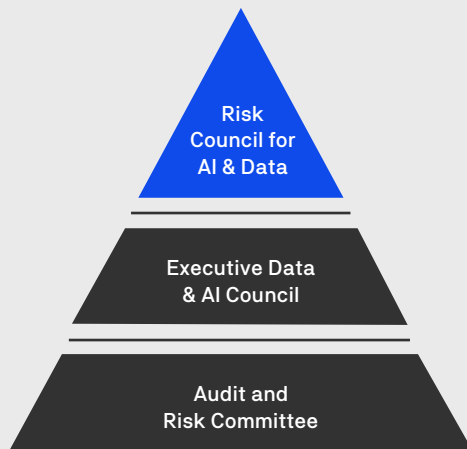 Risk
Council for
AI & Data
Executive Data
& AI Council
Audit and
Risk Committee